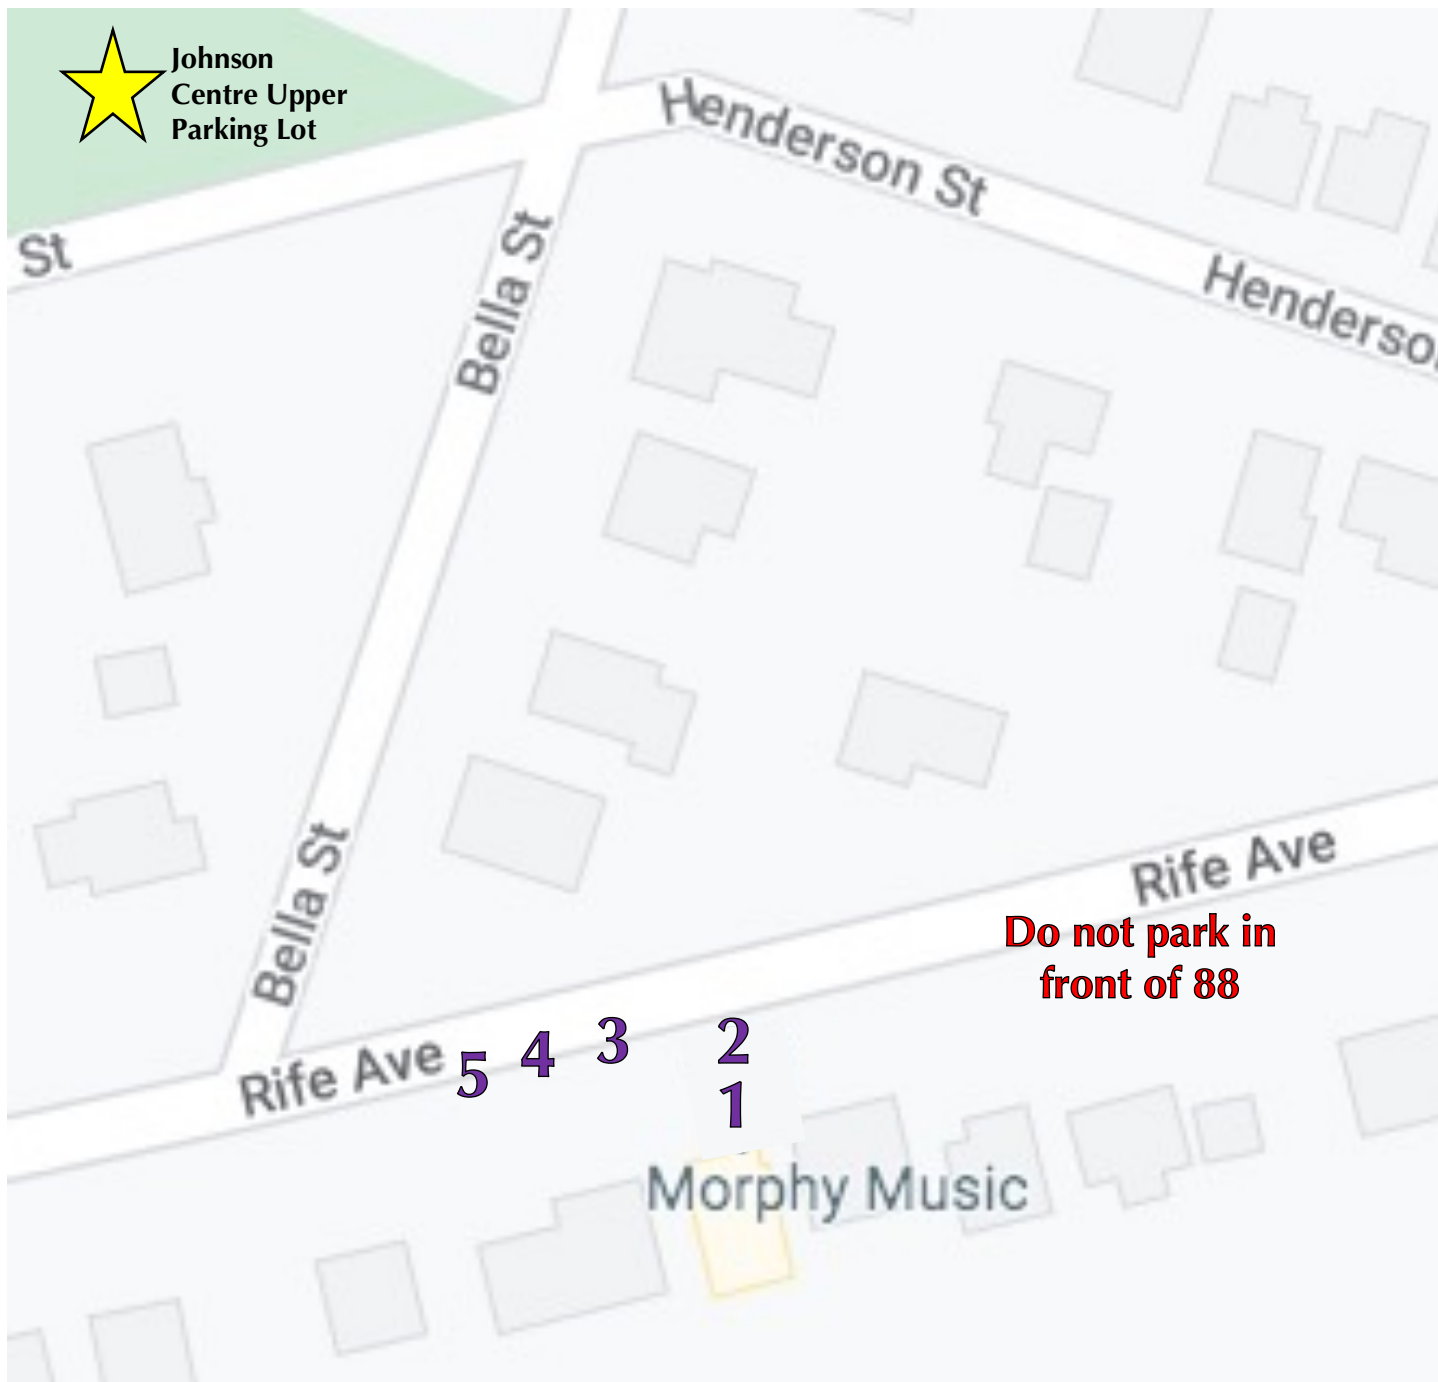 Johnson
Centre Upper
Parking Lot
Henderson St
St
Bella St
Henderson
Bella St
Rife Ave
Do not park in
front of 88
Rife Ave
5
4
3
2
1
Morphy Music